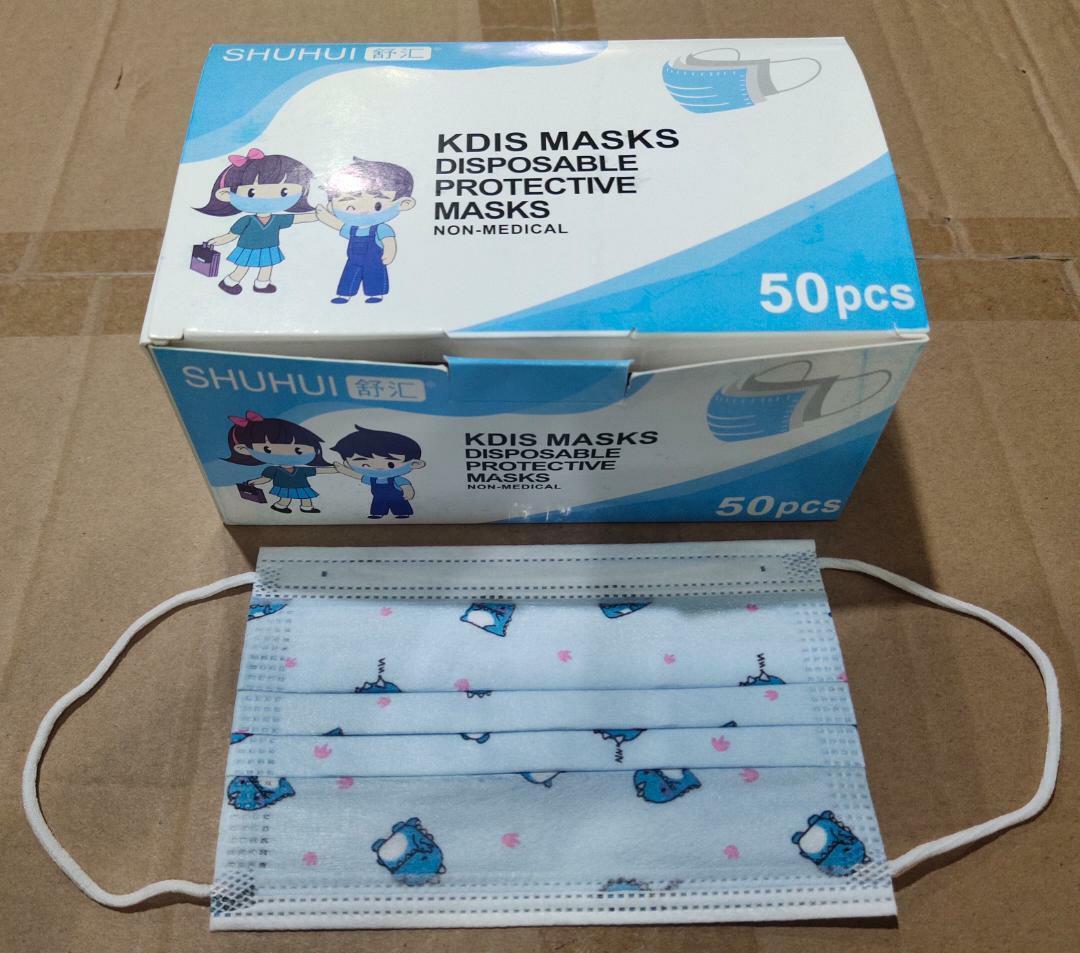 SHUHUI 舒汇®
KDIS MASKS
DISPOSABLE
PROTECTIVE
MASKS
NON-MEDICAL
50pcs
SHUHUI 舒汇®
KDIS MASKS
DISPOSABLE
PROTECTIVE
MASKS
NON-MEDICAL
50pcs